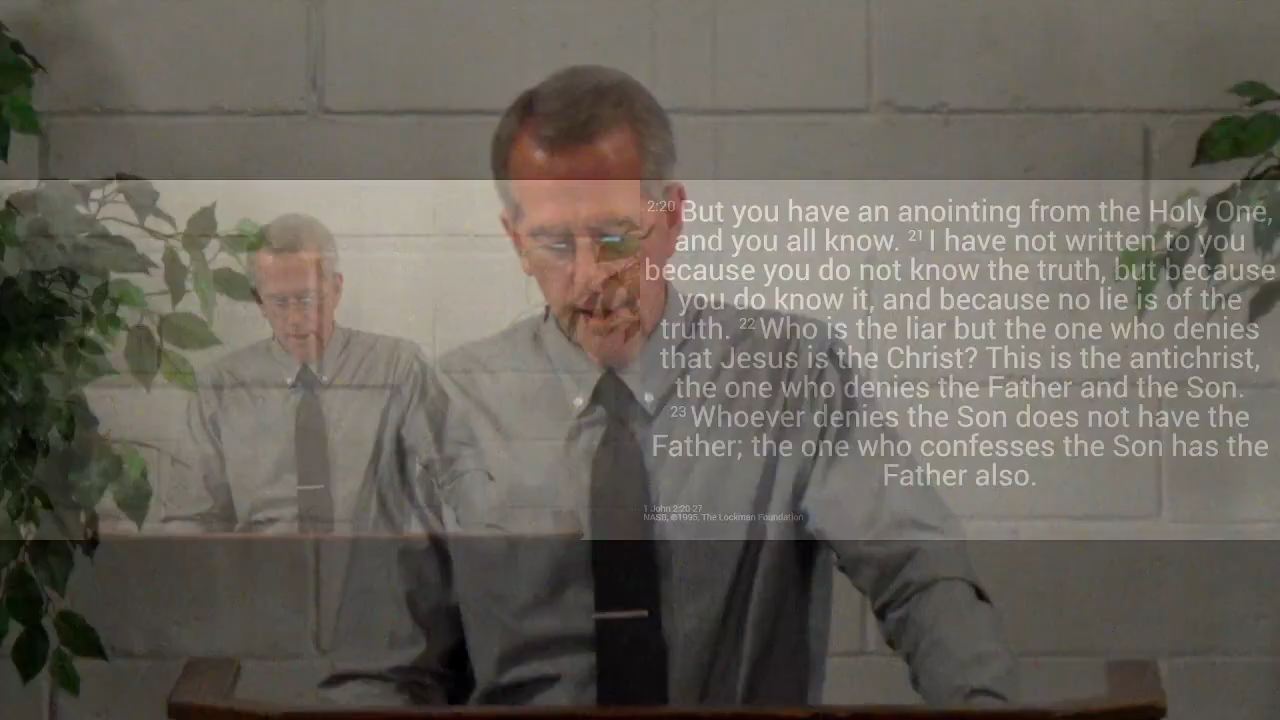 2:20 But you have an anointing from the Holy One,
and you all know. 21 I have not written to you
because you do not know the truth, but because
you do know it, and because no lie is of the
truth. 22 Who is the liar but the one who denies
that Jesus is the Christ? This is the antichrist,
the one who denies the Father and the Son.
23 Whoever denies the Son does not have the
Father; the one who confesses the Son has the
Father also.
1 John 2:20-27
NASB, ©1995, The Lockman Foundation